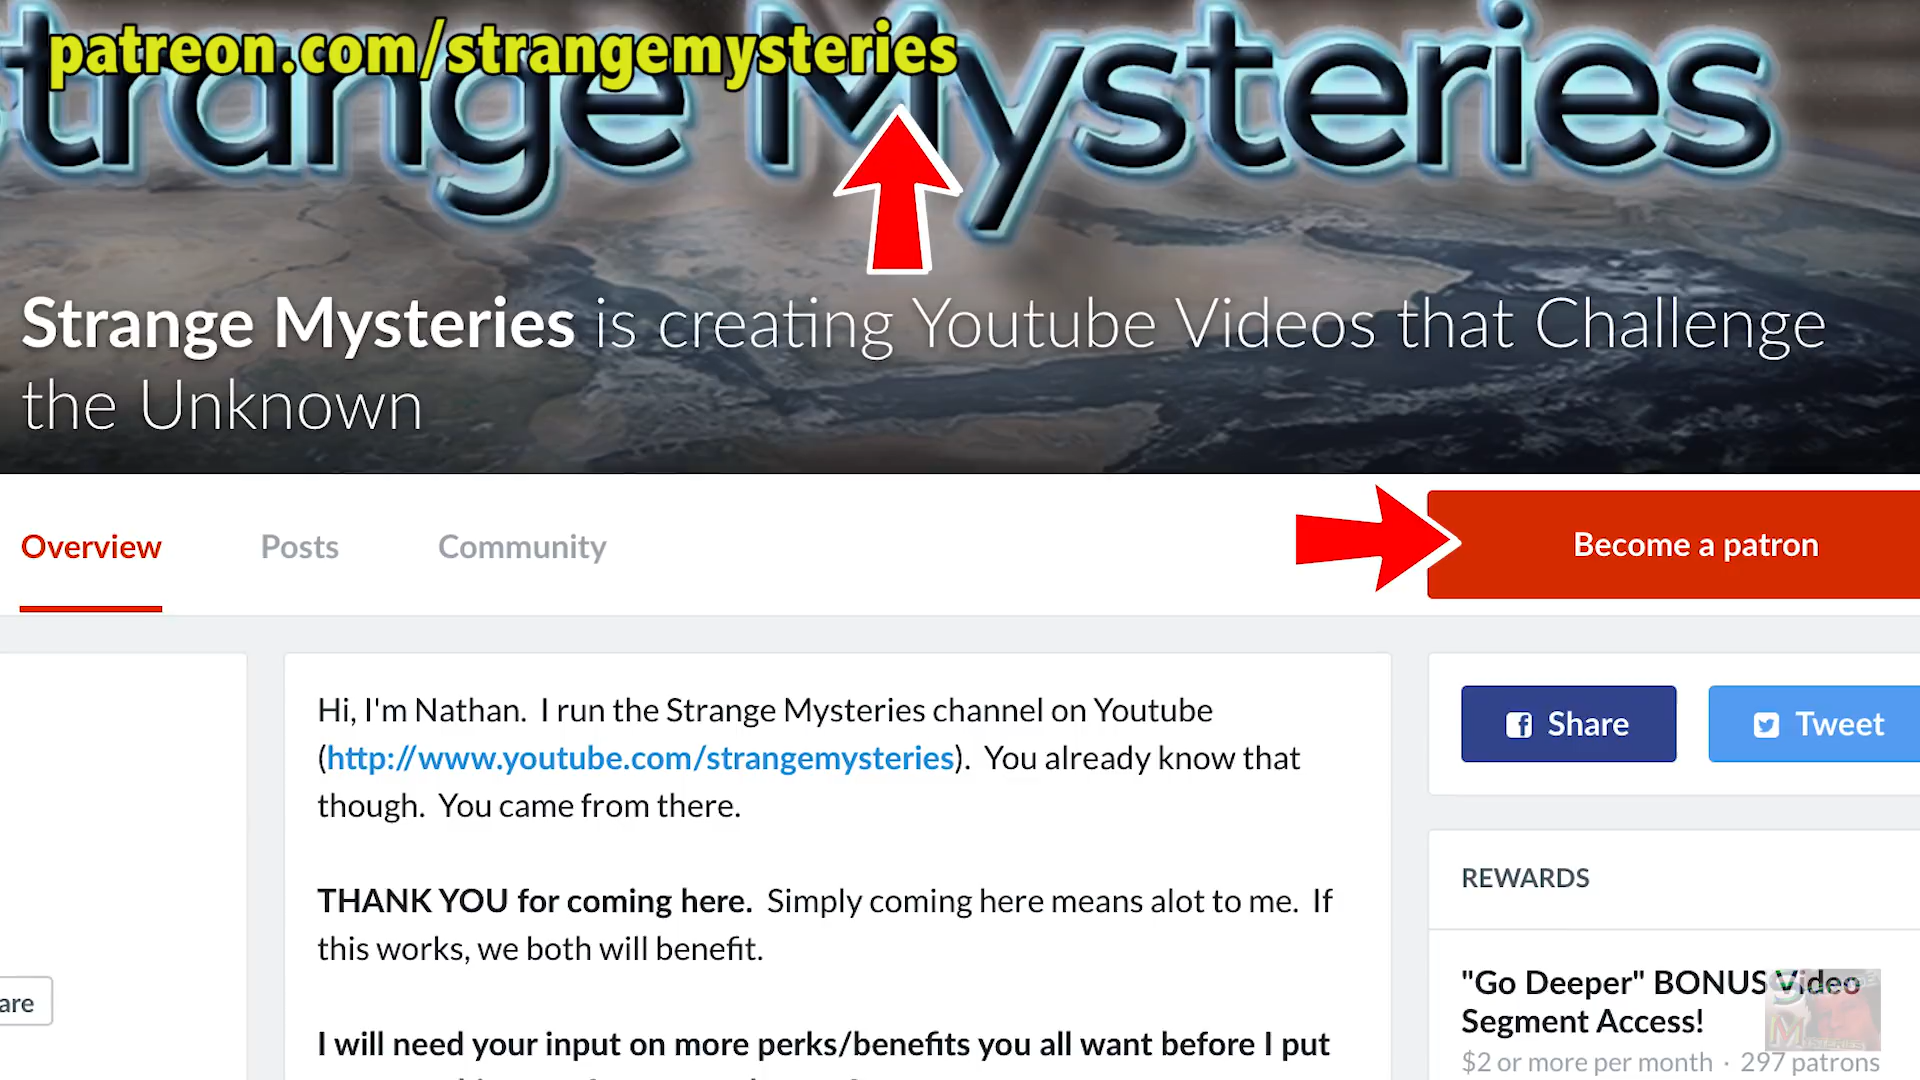 patreon.com/strangemysteries
Strange Mysteries
Strange Mysteries is creating Youtube Videos that Challenge
the Unknown
Overview Posts Community Become a patron
Hi, I'm Nathan. I run the Strange Mysteries channel on Youtube
(http://www.youtube.com/strangemysteries). You already know that
though. You came from there.
THANK YOU for coming here. Simply coming here means alot to me. If
this works, we both will benefit.
I will need your input on more perks/benefits you all want before I put
are
Share Tweet
REWARDS
"Go Deeper" BONUS Video
Segment Access!
$2 or more per month · 297 patrons